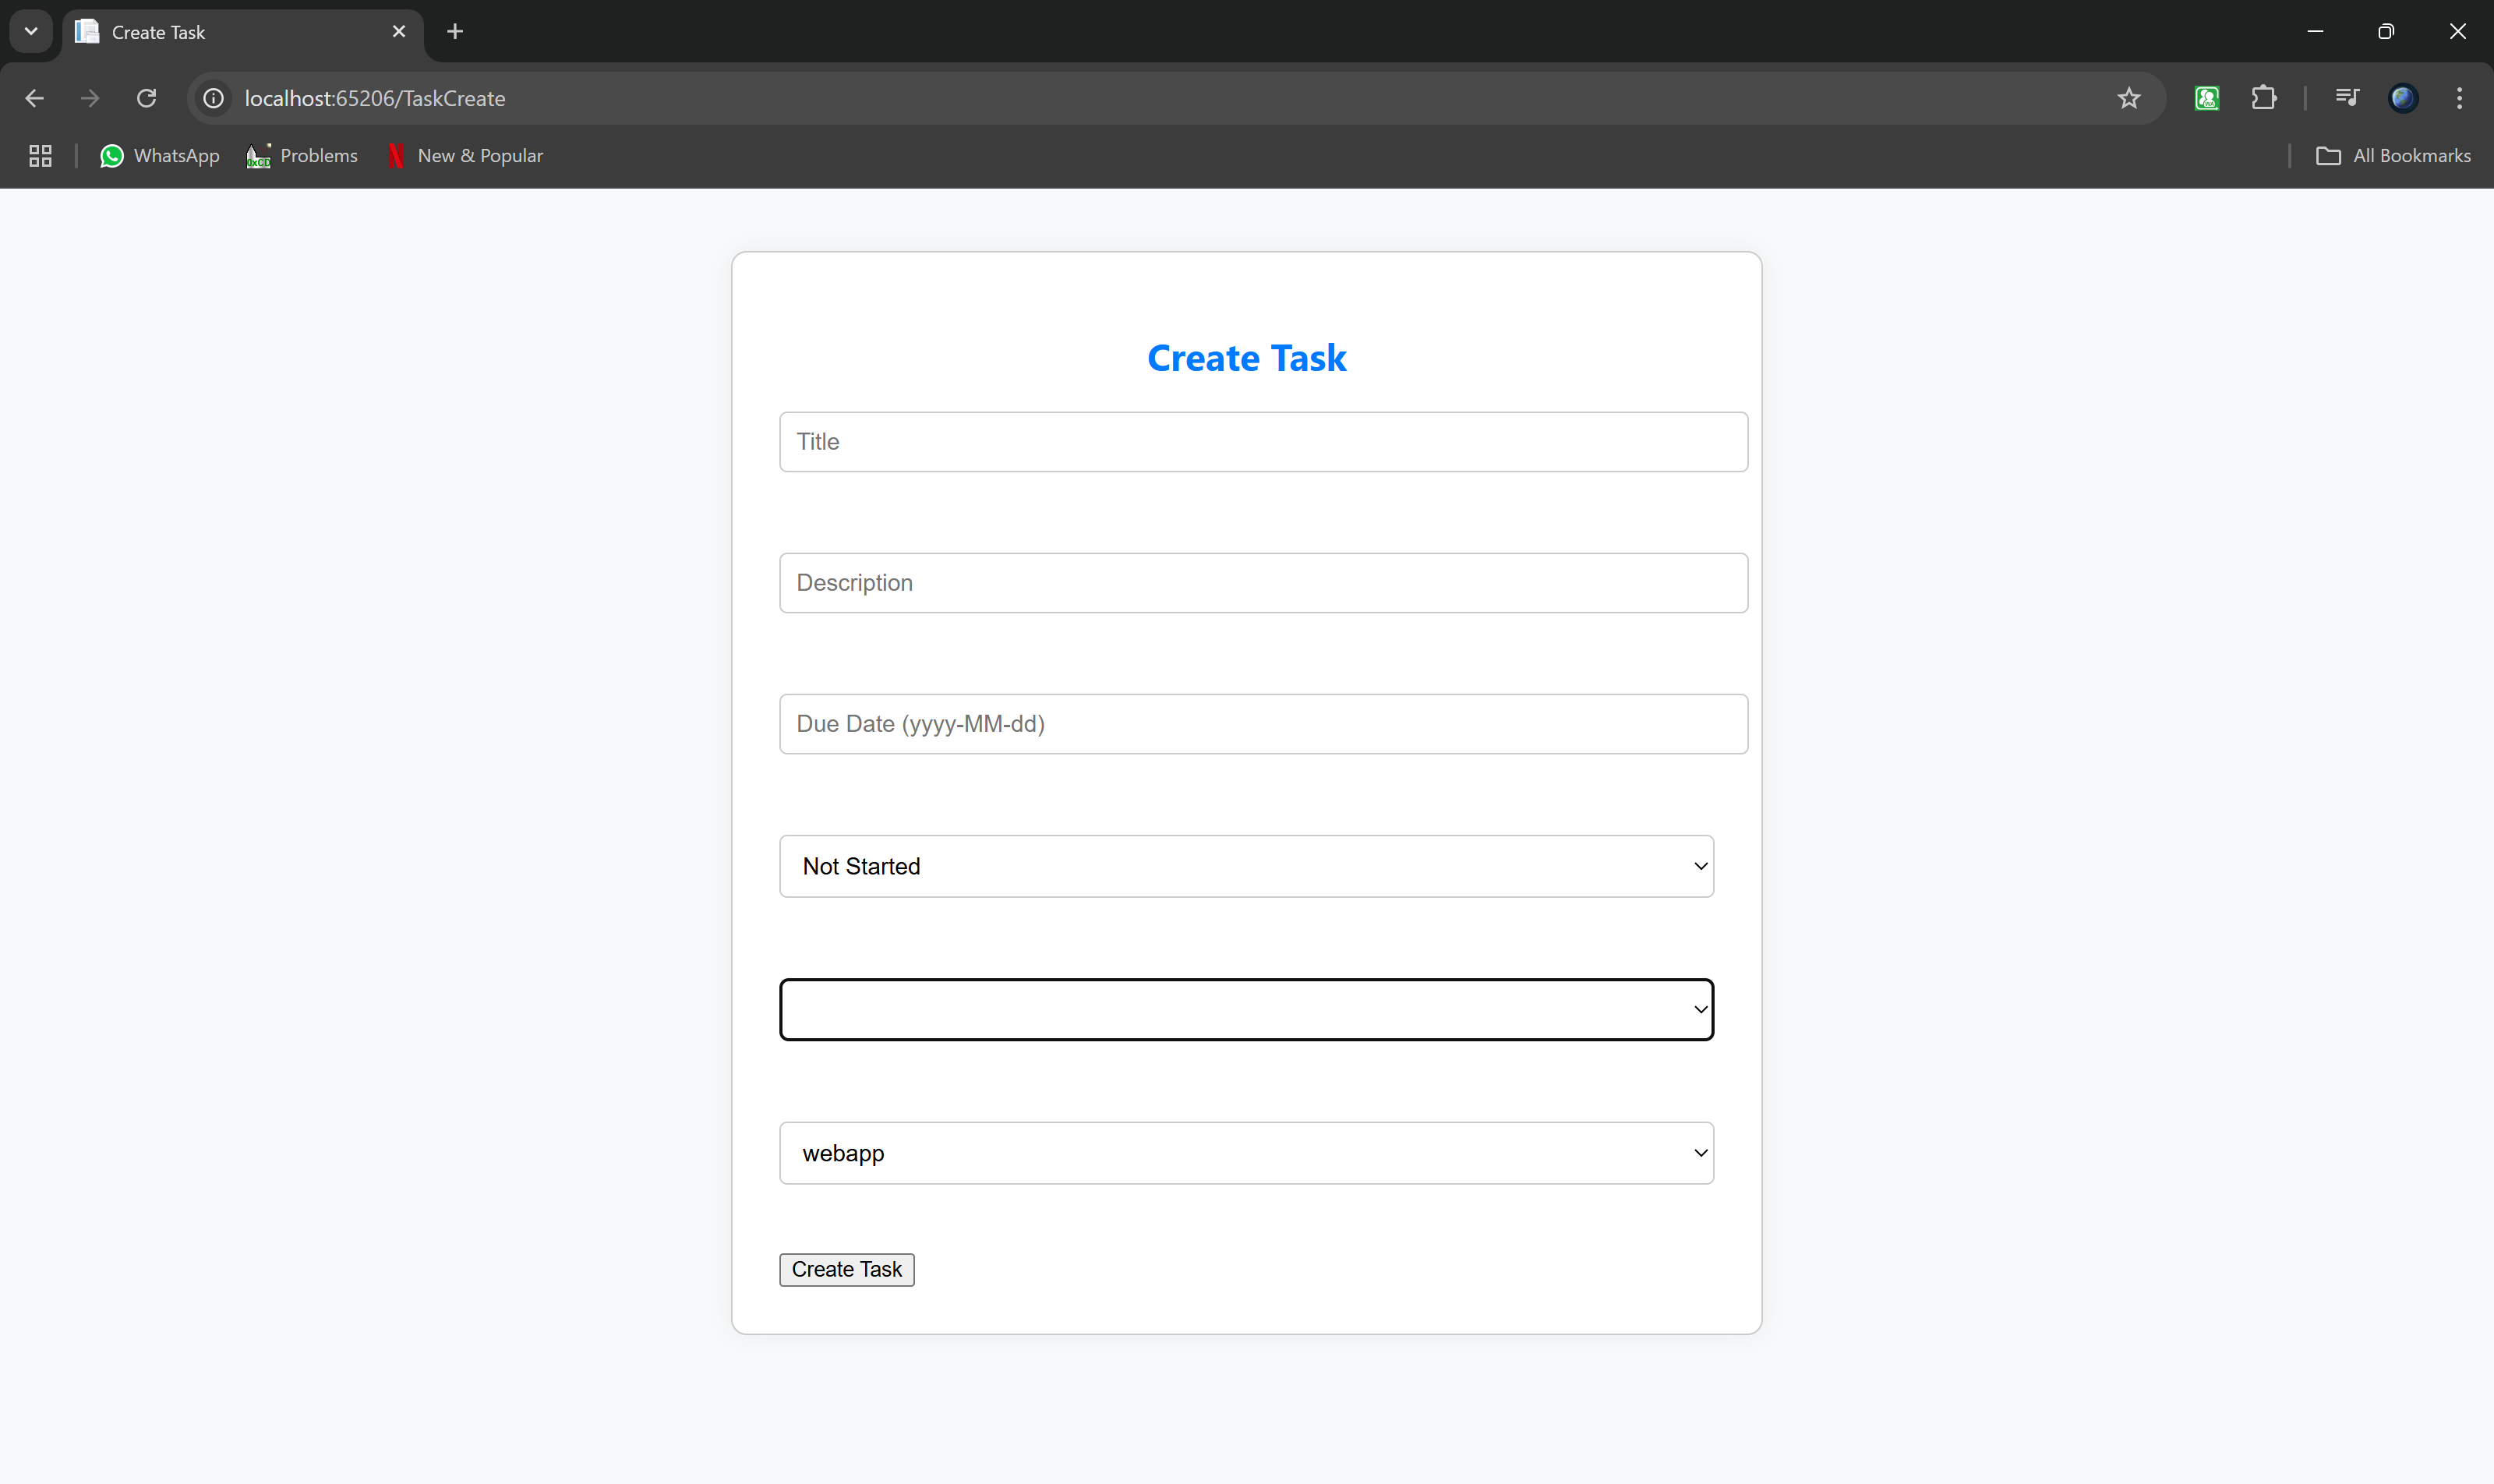 Create Task
localhost:65206/TaskCreate
WhatsApp
Problems
New & Popular
All Bookmarks
Create Task
Title
Description
Due Date (yyyy-MM-dd)
Not Started
webapp
Create Task